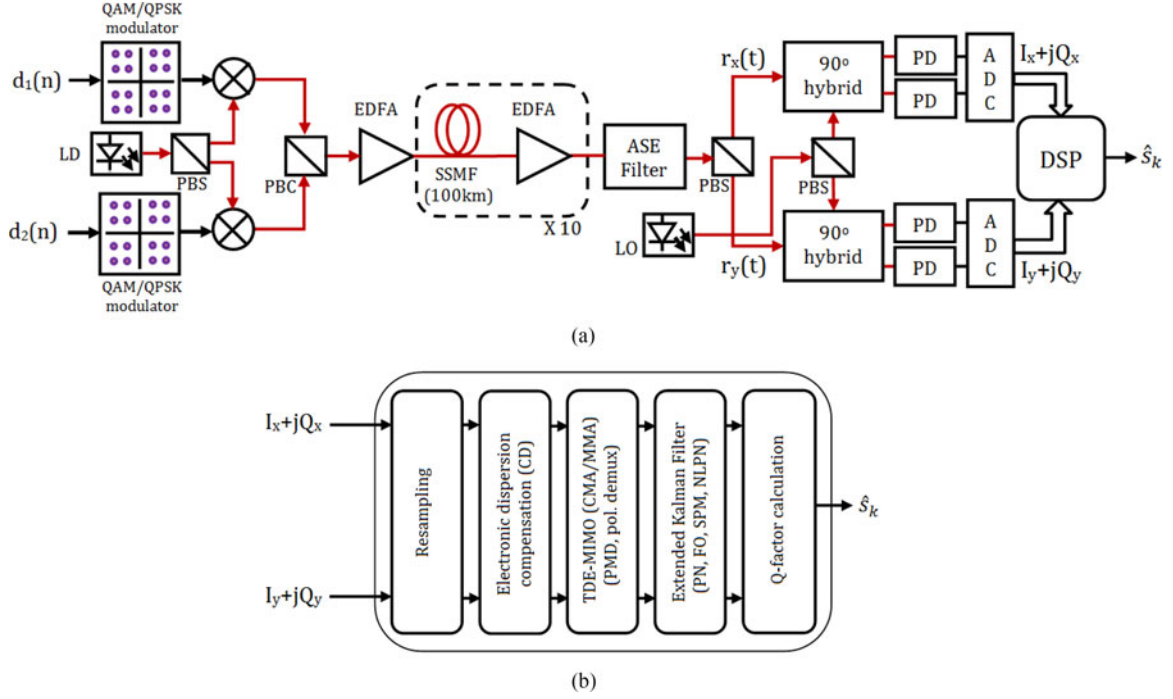 QAM/QPSK
modulator
d₁(n)
LD
PBS
PBC
d₂(n)
QAM/QPSK
modulator
EDFA
SSMF
(100km)
EDFA
X 10
ASE
Filter
PBS
LO
rₓ(t)
r_y(t)
90°
hybrid
PBS
90°
hybrid
PD
PD
PD
PD
A
D
C
A
D
C
Iₓ+jQₓ
I_y+jQ_y
DSP
ŝₖ
(a)
Iₓ+jQₓ
I_y+jQ_y
Resampling
Electronic dispersion
compensation (CD)
TDE-MIMO (CMA/MMA)
(PMD, pol. demux)
Extended Kalman Filter
(PN, FO, SPM, NLPN)
Q-factor calculation
ŝₖ
(b)